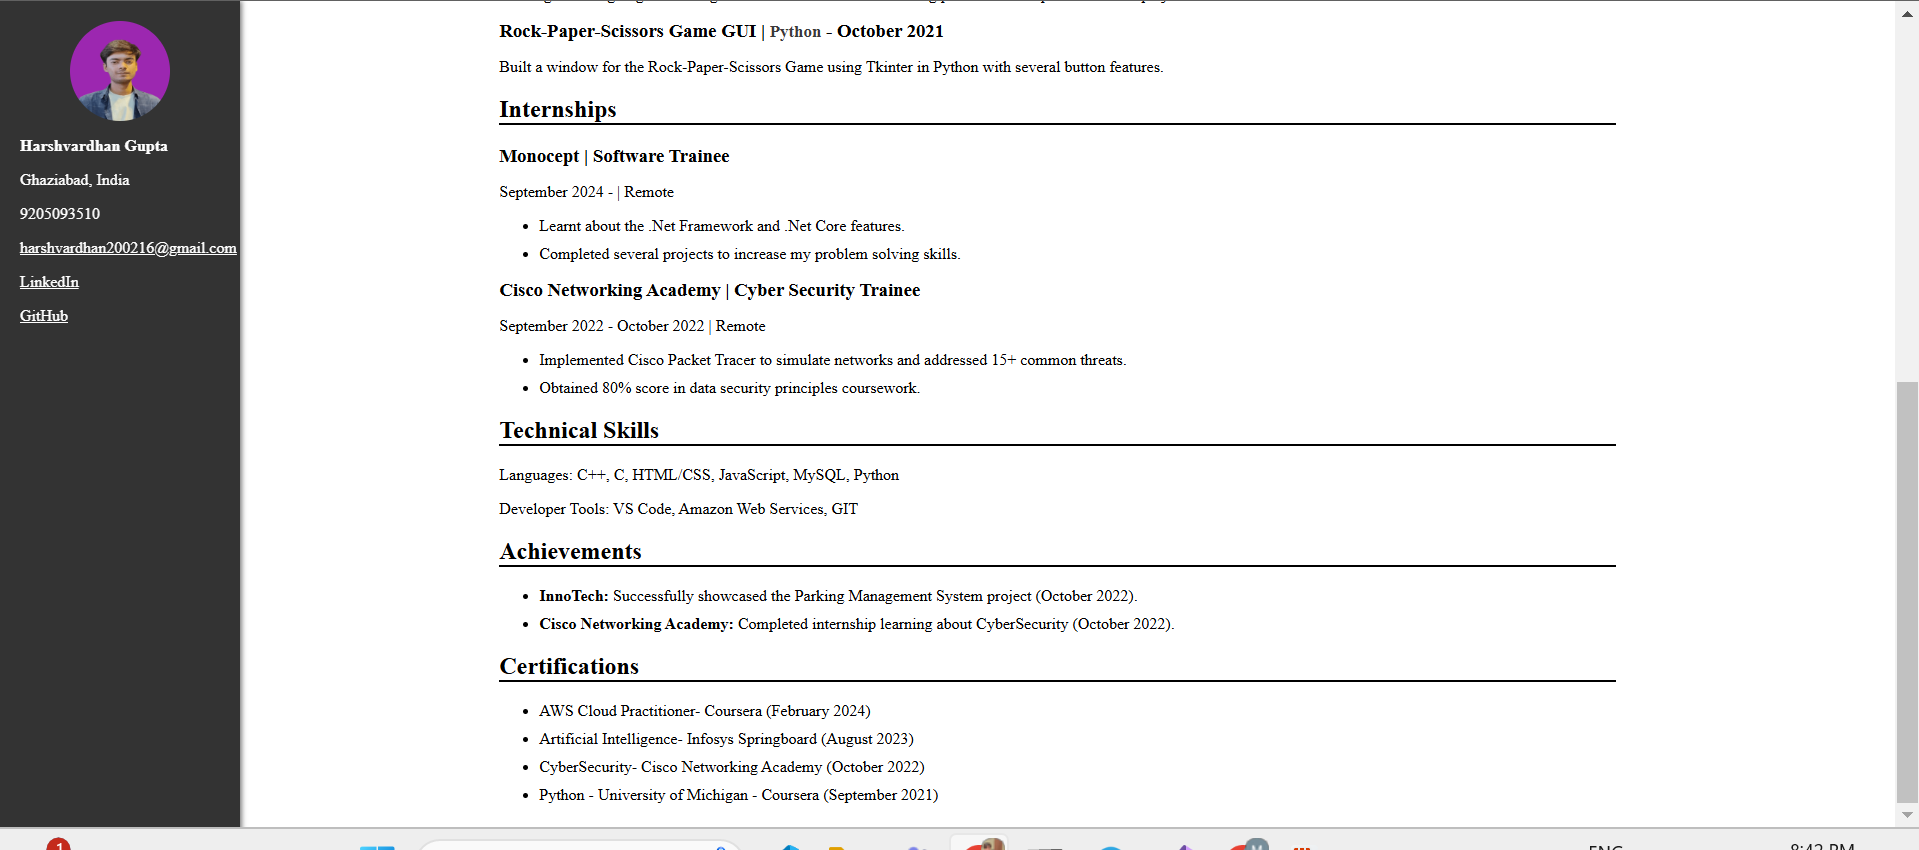 Harshvardhan Gupta
Ghaziabad, India
9205093510
harshvardhan200216@gmail.com
LinkedIn
GitHub
Rock-Paper-Scissors Game GUI | Python - October 2021
Built a window for the Rock-Paper-Scissors Game using Tkinter in Python with several button features.
Internships
Monocept | Software Trainee
September 2024 - | Remote
• Learnt about the .Net Framework and .Net Core features.
• Completed several projects to increase my problem solving skills.
Cisco Networking Academy | Cyber Security Trainee
September 2022 - October 2022 | Remote
• Implemented Cisco Packet Tracer to simulate networks and addressed 15+ common threats.
• Obtained 80% score in data security principles coursework.
Technical Skills
Languages: C++, C, HTML/CSS, JavaScript, MySQL, Python
Developer Tools: VS Code, Amazon Web Services, GIT
Achievements
• InnoTech: Successfully showcased the Parking Management System project (October 2022).
• Cisco Networking Academy: Completed internship learning about CyberSecurity (October 2022).
Certifications
• AWS Cloud Practitioner- Coursera (February 2024)
• Artificial Intelligence- Infosys Springboard (August 2023)
• CyberSecurity- Cisco Networking Academy (October 2022)
• Python - University of Michigan - Coursera (September 2021)
1
ENG
8:42 PM